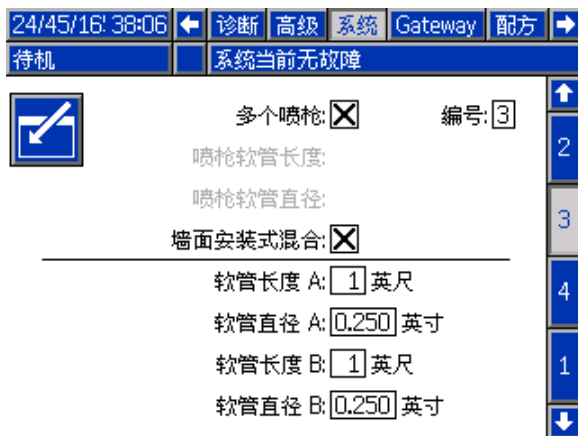 24/45/16' 38:06 诊断 高级 系统 Gateway 配方
待机 系统当前无故障
多个喷枪: 编号: 3
喷枪软管长度:
喷枪软管直径:
墙面安装式混合:
软管长度 A: 1 英尺
软管直径 A: 0.250 英寸
软管长度 B: 1 英尺
软管直径 B: 0.250 英寸
2
3
4
1